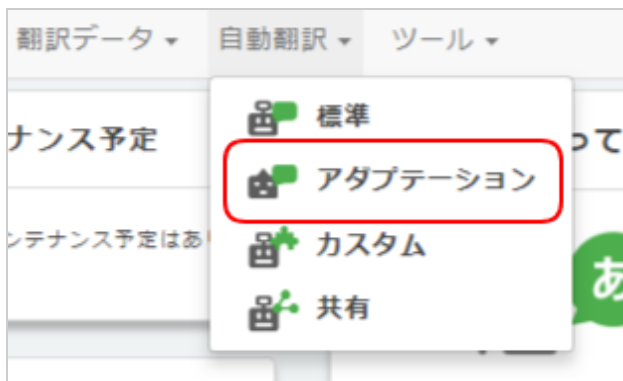 翻訳データ 自動翻訳 ツール
標準
ナンス予定
って
アダプテーション
ンテナンス予定はあ
カスタム
あ
共有